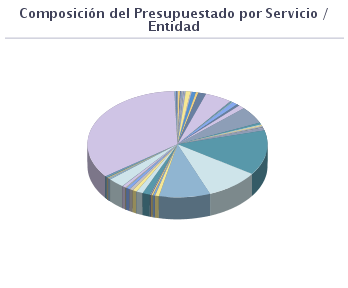 Composición del Presupuestado por Servicio /
Entidad